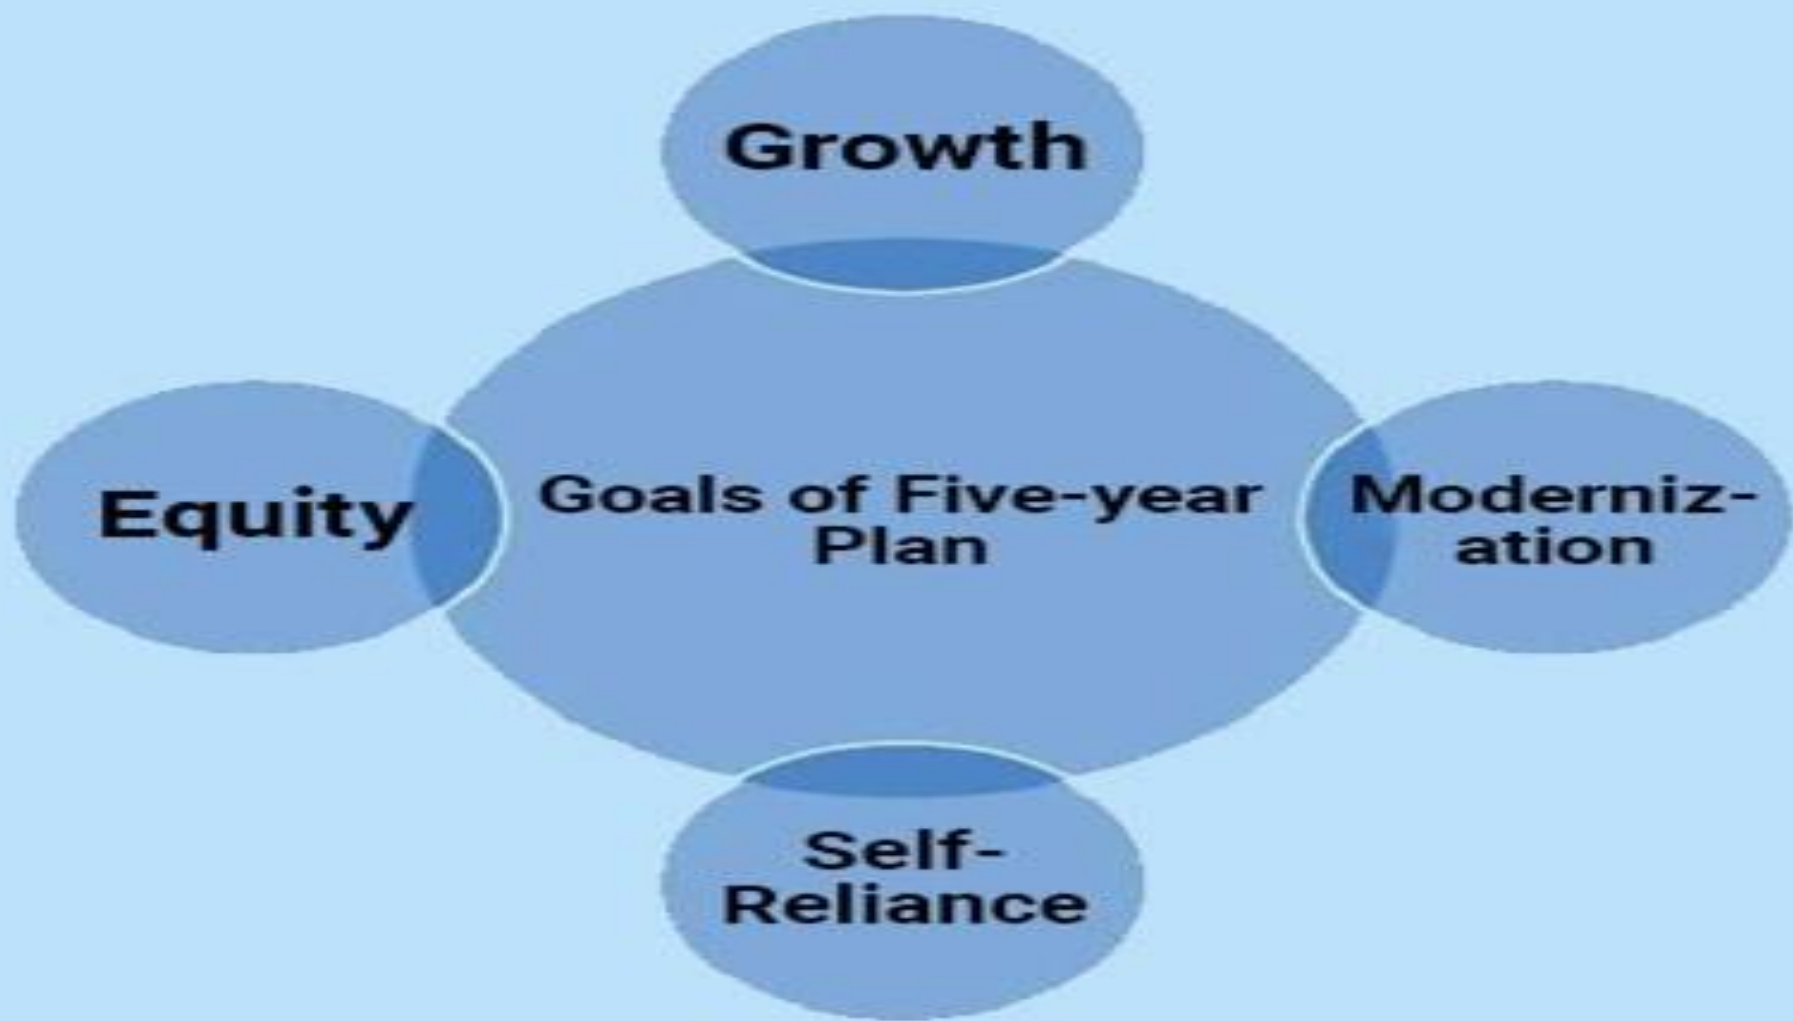 Growth
Equity
Goals of Five-year
Plan
Moderniz-
ation
Self-
Reliance